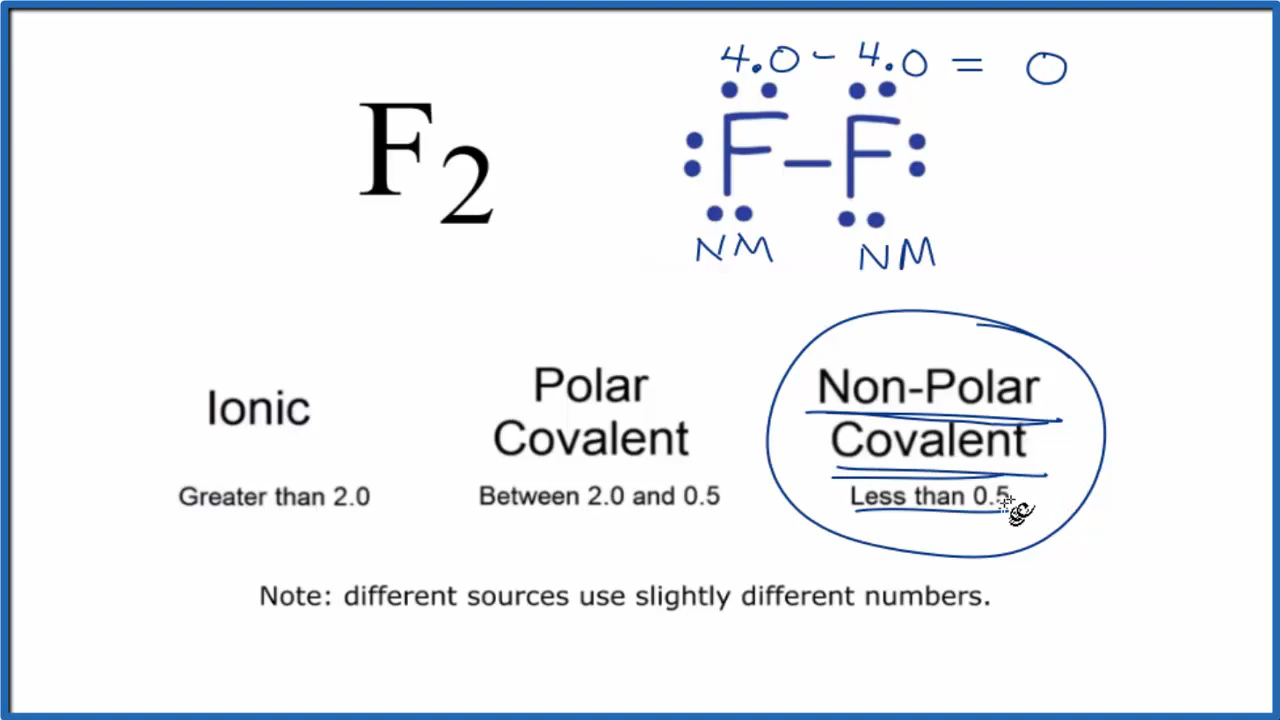 4.0 - 4.0 = 0
F2
F-F
NM NM
Ionic
Greater than 2.0
Polar
Covalent
Between 2.0 and 0.5
Non-Polar
Covalent
Less than 0.5
Note: different sources use slightly different numbers.